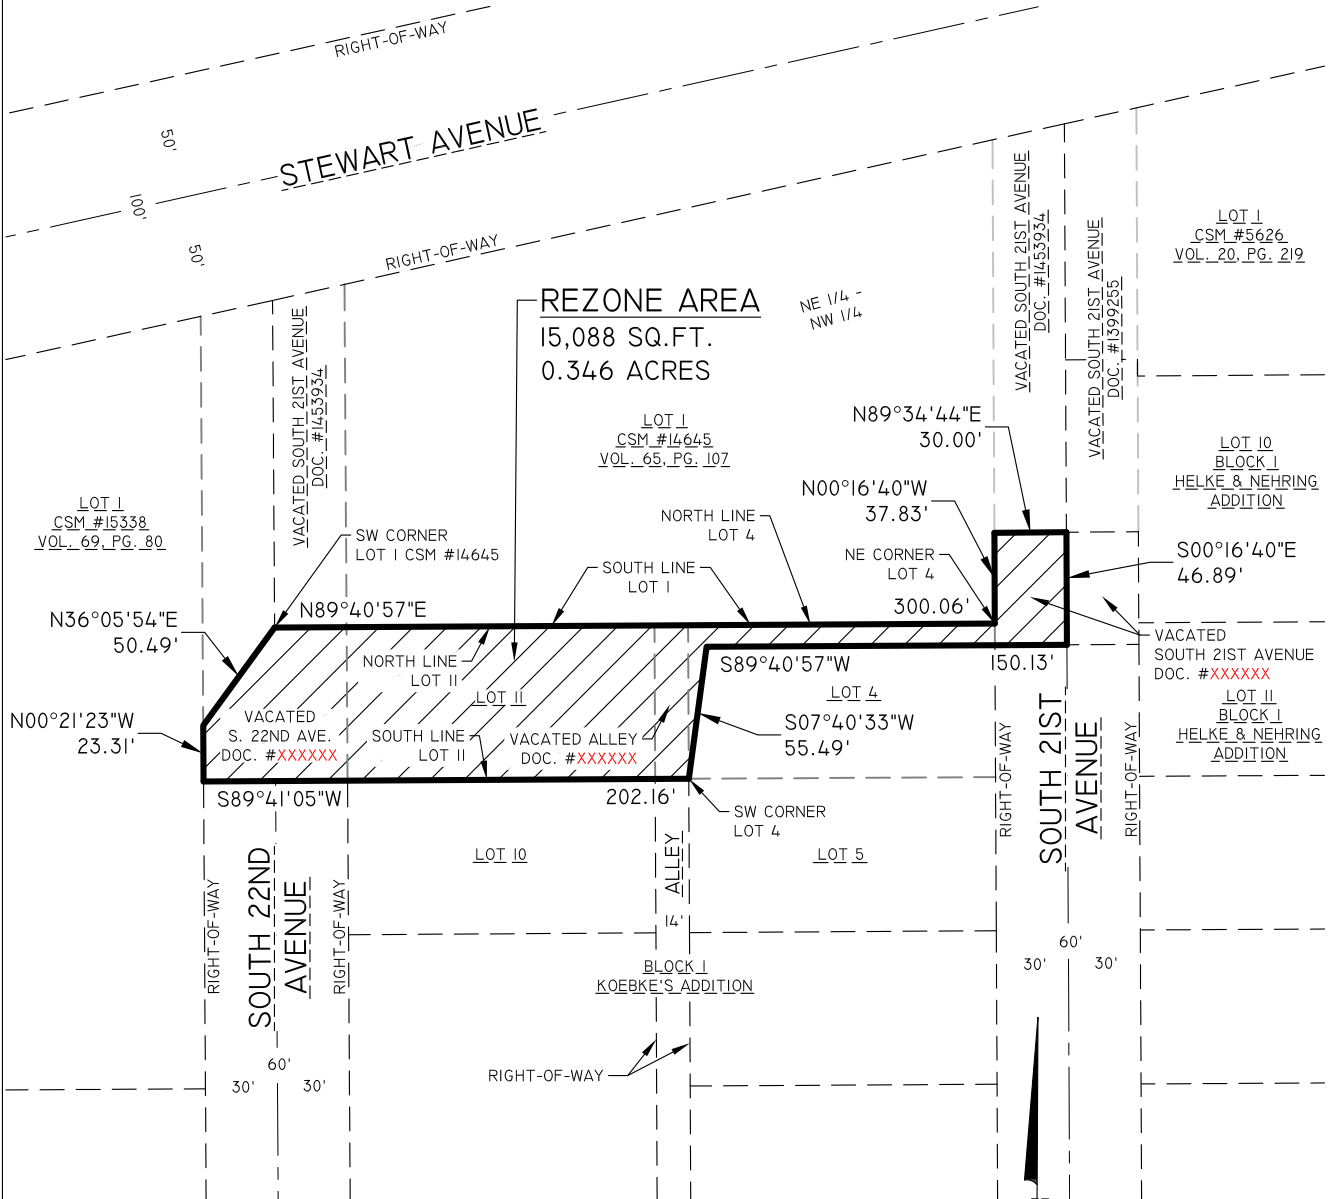 RIGHT-OF-WAY
50'
STEWART AVENUE
100'
50'
RIGHT-OF-WAY
REZONE AREA
15,088 SQ.FT.
0.346 ACRES
NE 1/4 -
NW 1/4
VACATED SOUTH 21ST AVENUE
DOC. #1453934
VACATED SOUTH 21ST AVENUE
DOC. #1399255
LOT 1
CSM #5626
VOL. 20, PG. 219
VACATED SOUTH 21ST AVENUE
DOC. #1453934
LOT 1
CSM #14645
VOL. 65, PG. 107
N89°34'44"E
30.00'
LOT 10
BLOCK 1
HELKE & NEHRING
ADDITION
LOT 1
CSM #15338
VOL. 69, PG. 80
N00°16'40"W
37.83'
SW CORNER
LOT 1 CSM #14645
NORTH LINE
LOT 4
NE CORNER
LOT 4
S00°16'40"E
46.89'
SOUTH LINE
LOT 1
N36°05'54"E
50.49'
N89°40'57"E
300.06'
NORTH LINE
LOT 11
S89°40'57"W
150.13'
VACATED
SOUTH 21ST AVENUE
DOC. #XXXXXX
LOT 11
LOT 4
LOT 11
BLOCK 1
HELKE & NEHRING
ADDITION
N00°21'23"W
23.31'
VACATED
S. 22ND AVE.
DOC. #XXXXXX
SOUTH LINE
LOT 11
VACATED ALLEY
DOC. #XXXXXX
S07°40'33"W
55.49'
RIGHT-OF-WAY
SOUTH 21ST
AVENUE
RIGHT-OF-WAY
S89°41'05"W
202.16'
SW CORNER
LOT 4
LOT 10
ALLEY
LOT 5
14'
RIGHT-OF-WAY
SOUTH 22ND
AVENUE
RIGHT-OF-WAY
60'
30'
30'
BLOCK 1
KOEBKE'S ADDITION
60'
30'
30'
RIGHT-OF-WAY